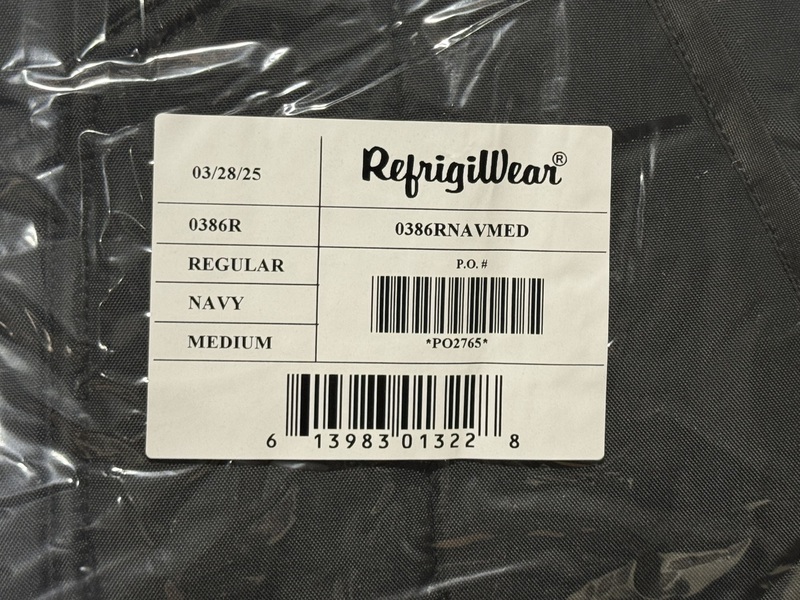 03/28/25
RefrigiWear®
0386R
0386RNAVMED
REGULAR
P.O. #
NAVY
*PO2765*
MEDIUM
6 13983 01322 8